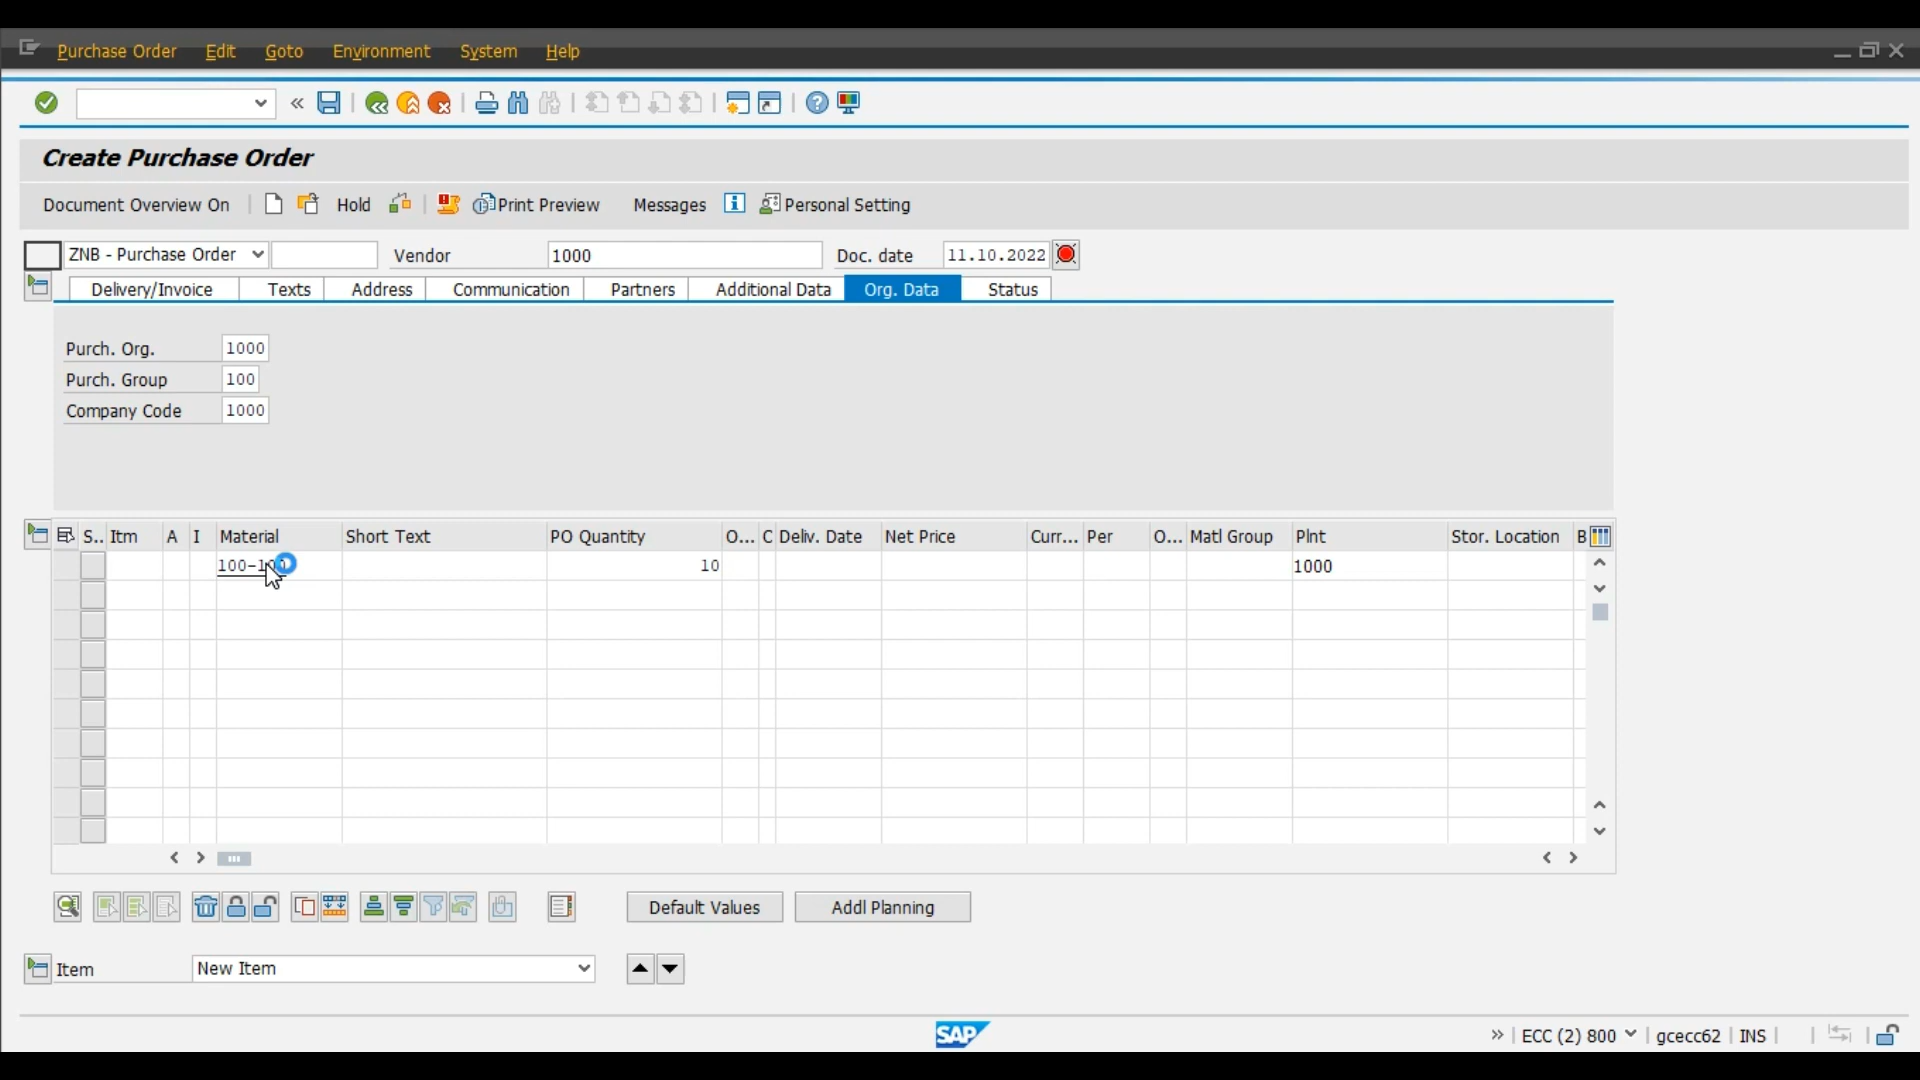 Purchase Order Edit Goto Environment System Help
Create Purchase Order
Document Overview On Hold Print Preview Messages Personal Setting
ZNB - Purchase Order Vendor 1000 Doc. date 11.10.2022
Delivery/Invoice Texts Address Communication Partners Additional Data Org. Data Status
Purch. Org. 1000
Purch. Group 100
Company Code 1000
S.. Itm A I Material Short Text PO Quantity O... C Deliv. Date Net Price Curr... Per O... Matl Group Plnt Stor. Location B
100-100 10 1000
Default Values Addl Planning
Item New Item
SAP ECC (2) 800 gcecc62 INS